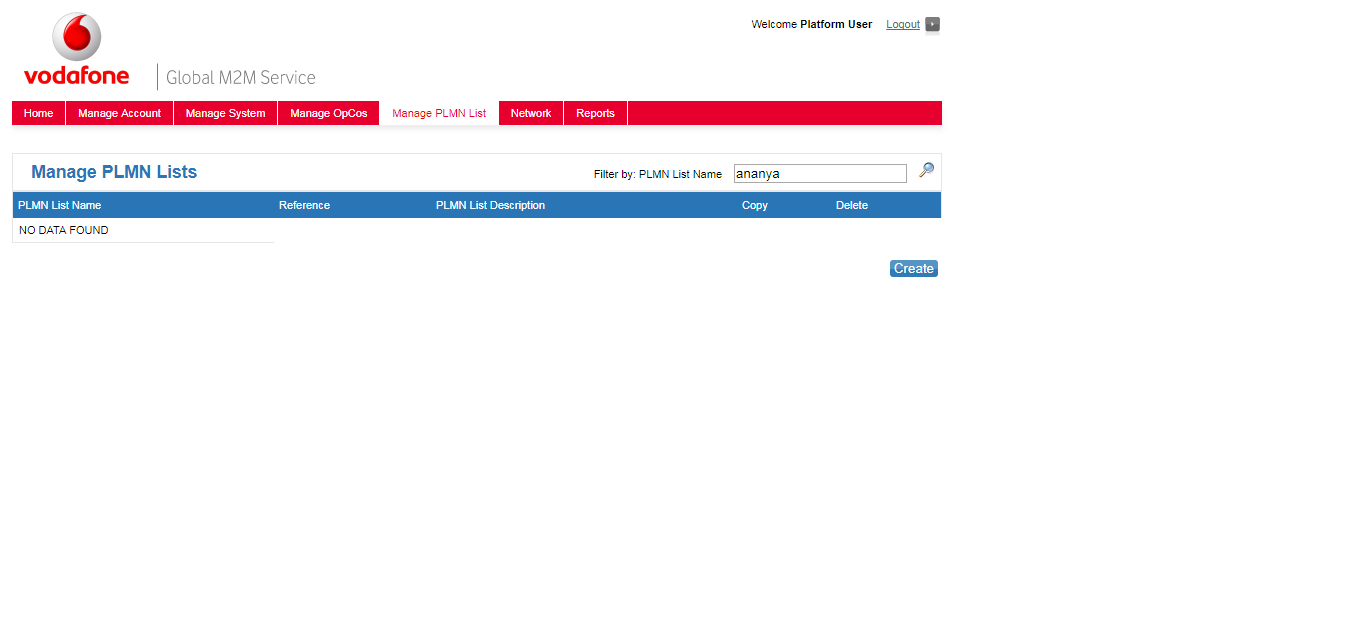 Welcome Platform User Logout
vodafone
Global M2M Service
Home Manage Account Manage System Manage OpCos Manage PLMN List Network Reports
Manage PLMN Lists
Filter by: PLMN List Name ananya
PLMN List Name Reference PLMN List Description Copy Delete
NO DATA FOUND
Create